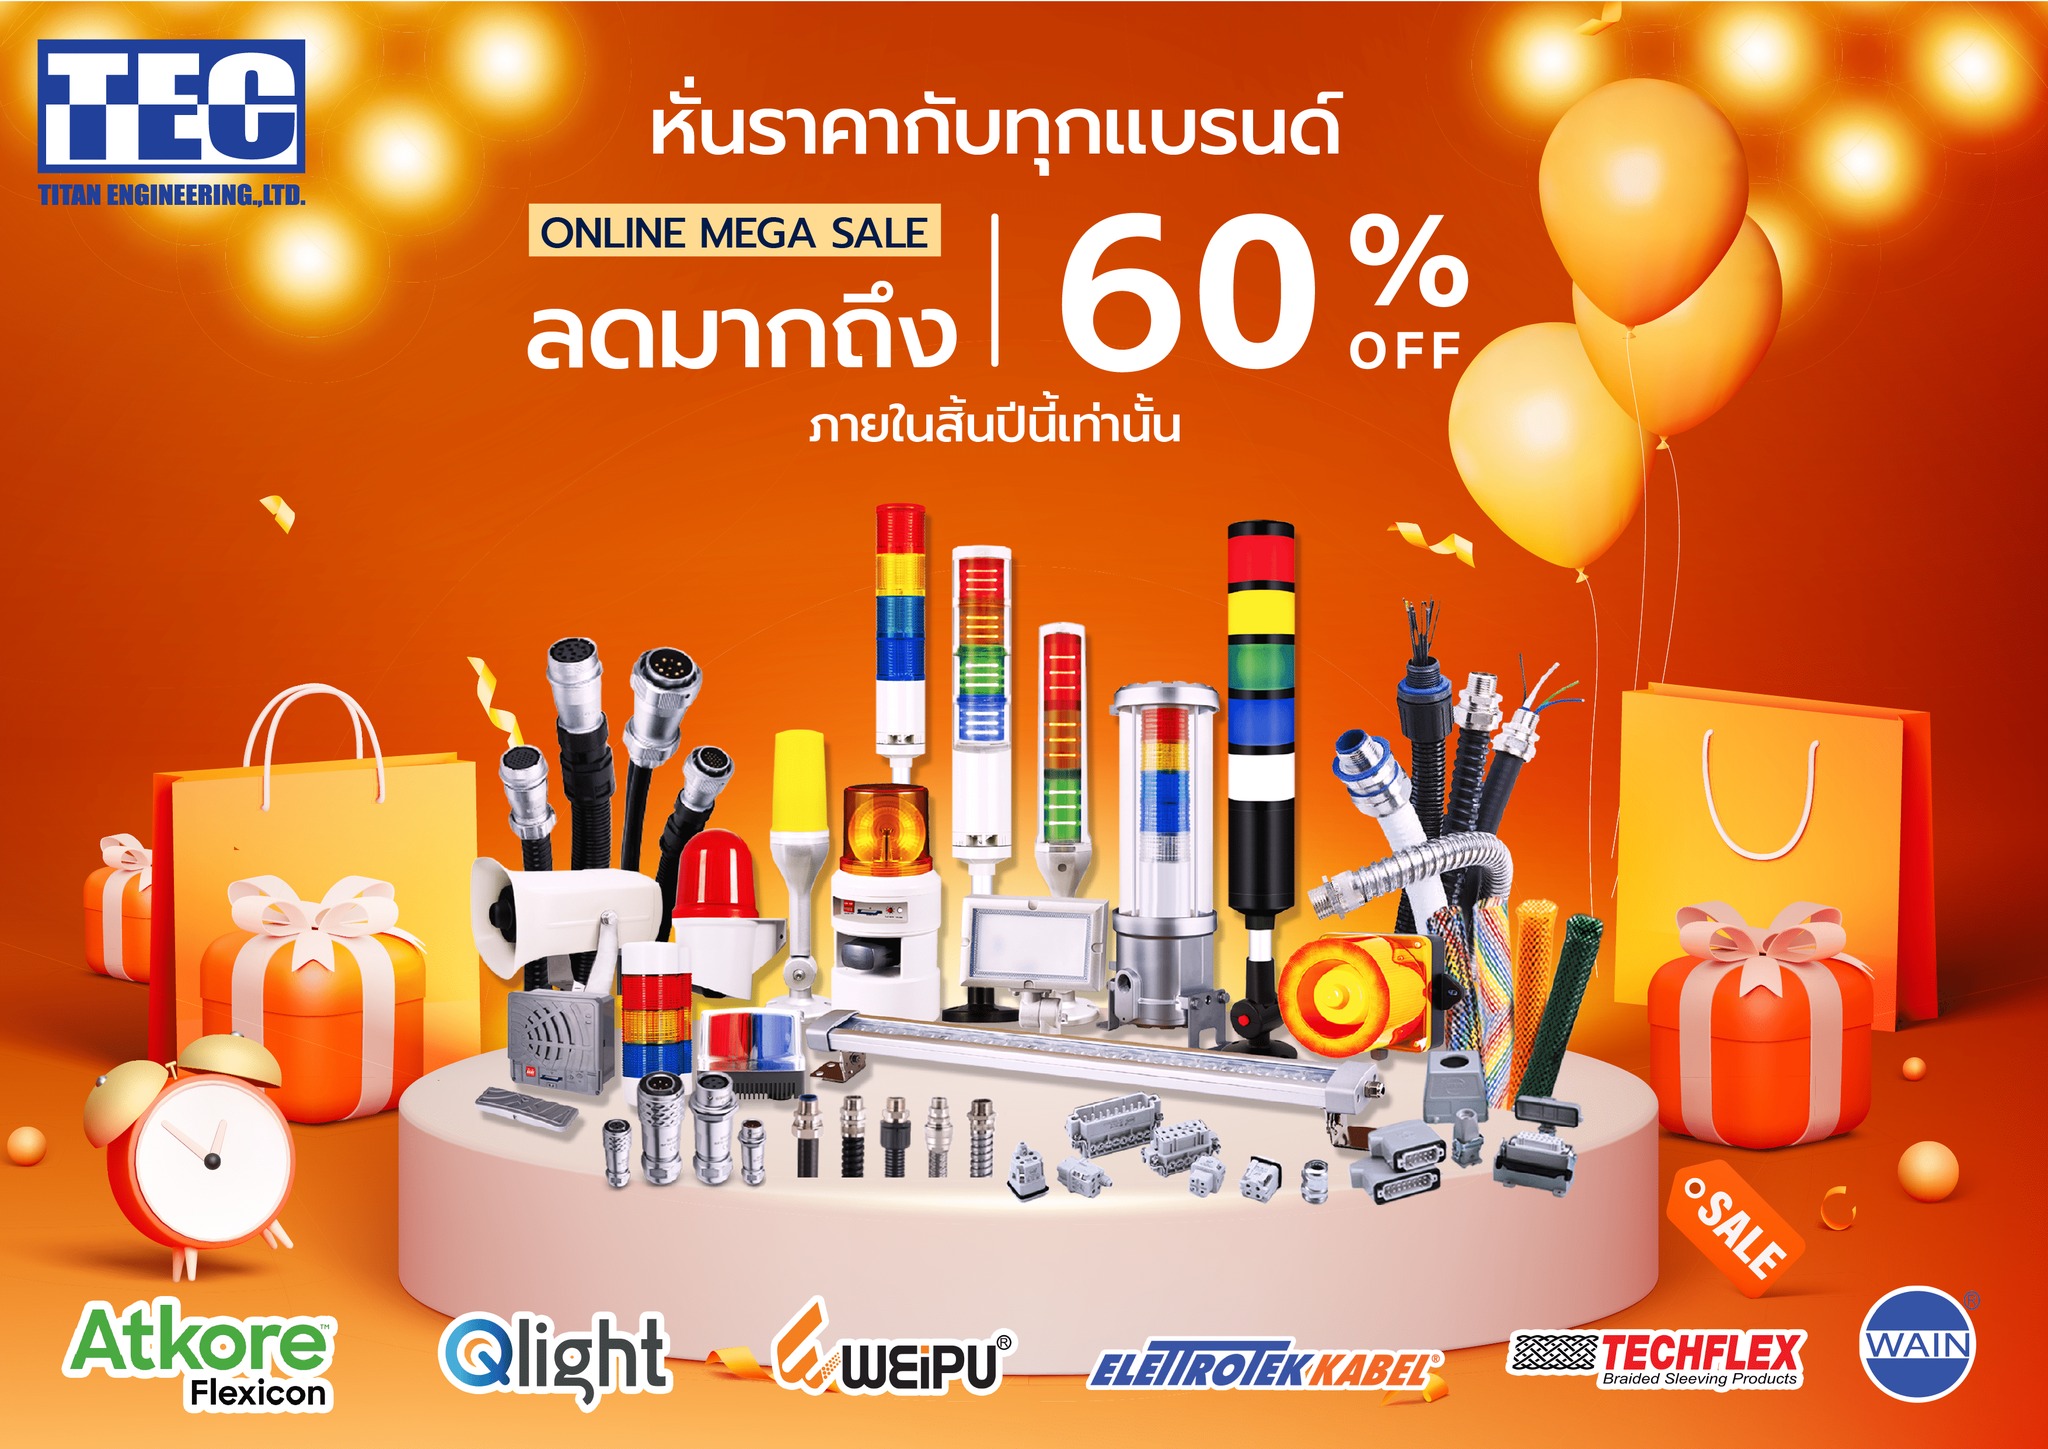 TEC
TITAN ENGINEERING.,LTD.
หั่นราคากับทุกแบรนด์
ONLINE MEGA SALE
ลดมากถึง
60 %
OFF
ภายในสิ้นปีนี้เท่านั้น
SALE
Atkore™
Flexicon
Qlight
WEiPU®
ELETTROTEK KABEL®
TECHFLEX
Braided Sleeving Products
WAIN®